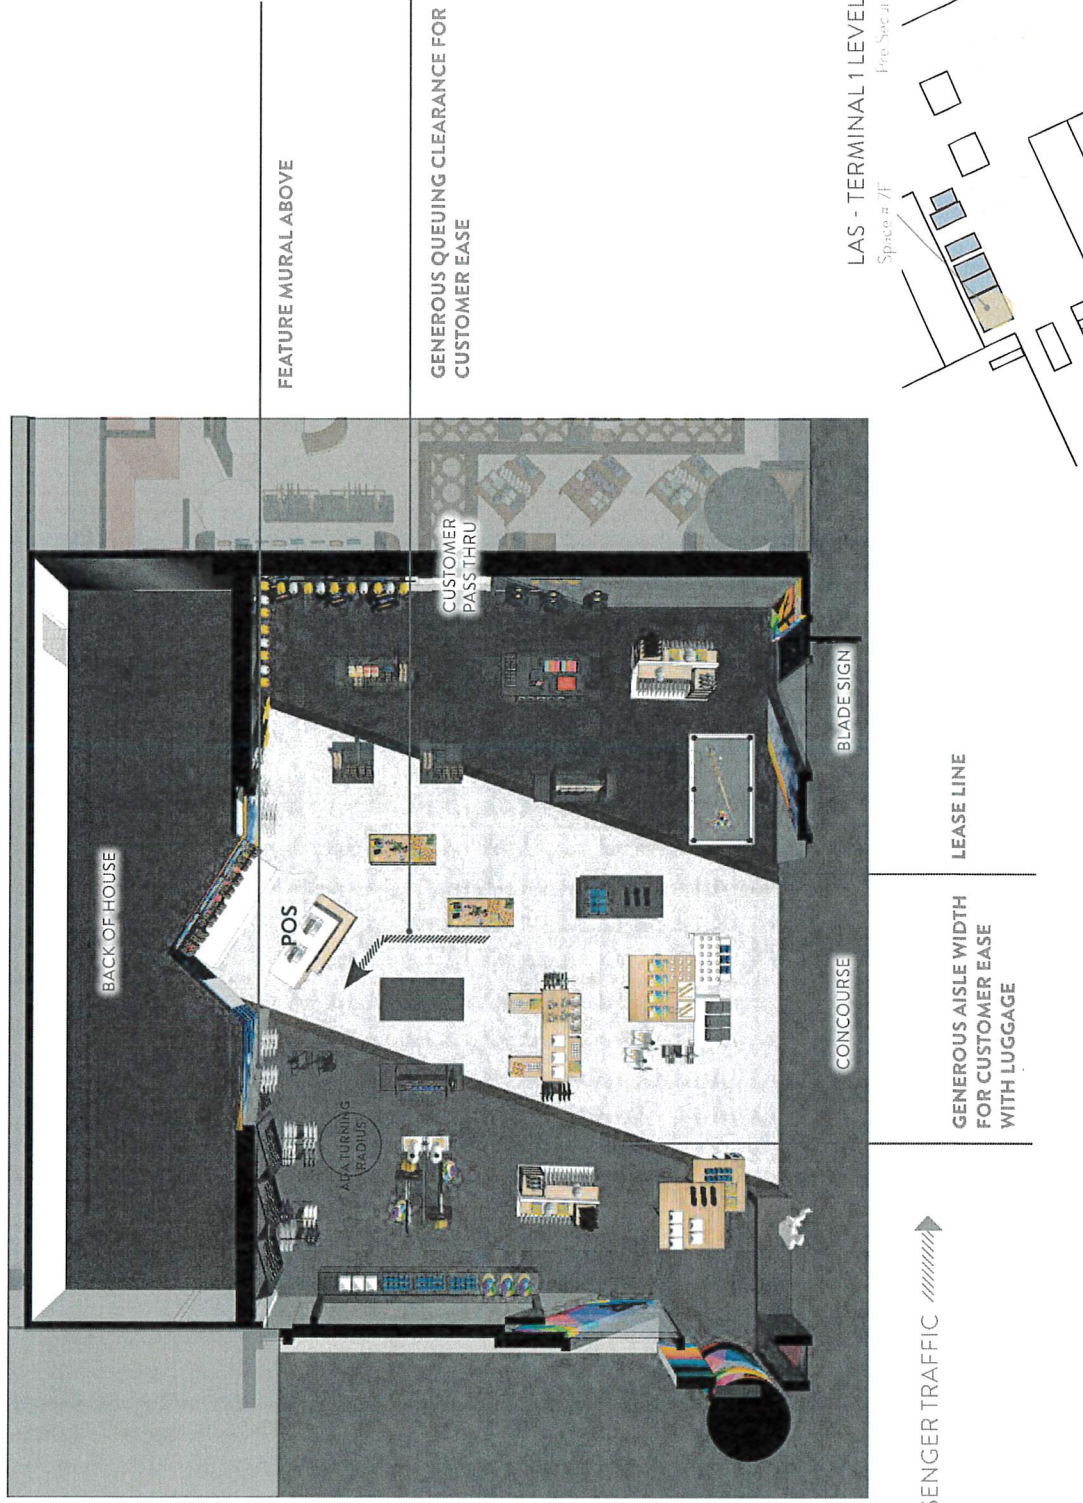 FEATURE MURAL ABOVE
GENEROUS QUEUING CLEARANCE FOR
CUSTOMER EASE
LAS - TERMINAL 1 LEVEL
Space # 7F
BACK OF HOUSE
POS
CUSTOMER
PASS THRU
ADA TURNING
RADIUS
BLADE SIGN
CONCOURSE
LEASE LINE
GENEROUS AISLE WIDTH
FOR CUSTOMER EASE
WITH LUGGAGE
SENGER TRAFFIC